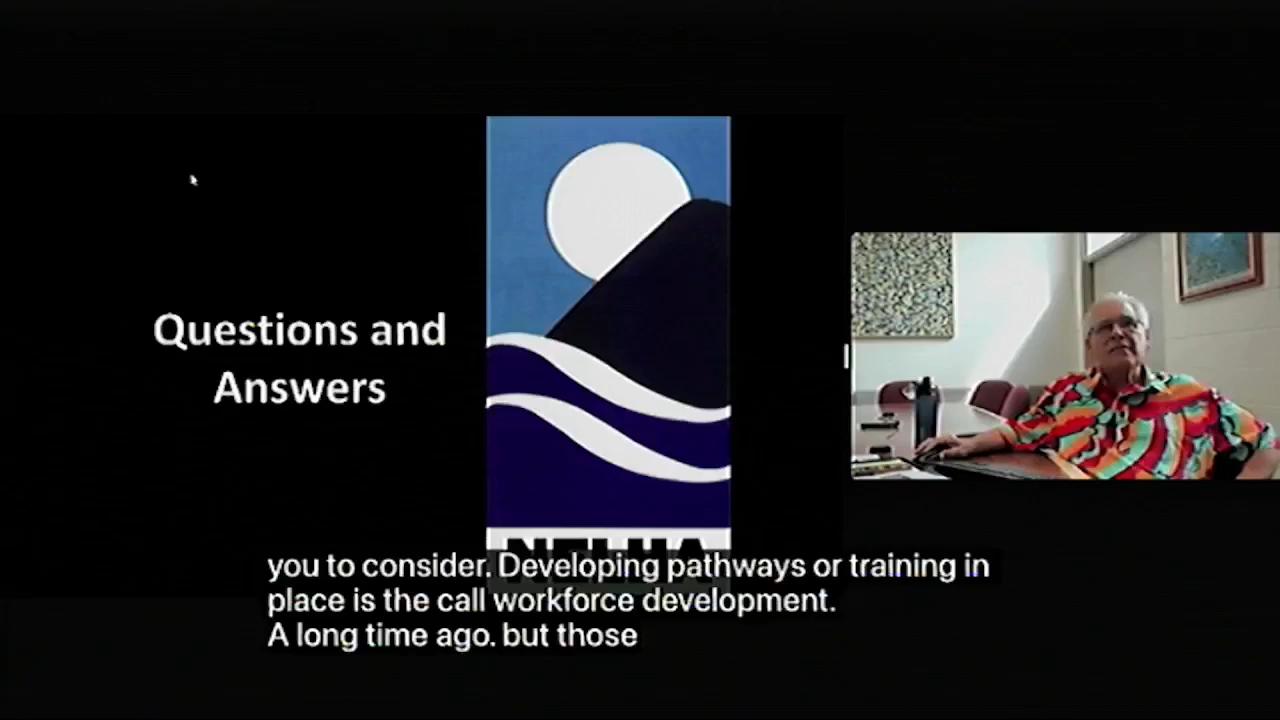 Questions and
Answers
NELHA
you to consider. Developing pathways or training in
place is the call workforce development.
A long time ago. but those